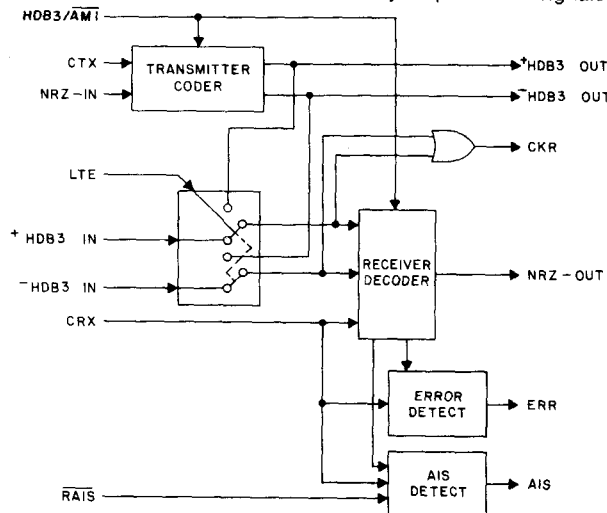 HDB3/AMI
CTX
NRZ-IN
TRANSMITTER
CODER
+HDB3 OUT
-HDB3 OUT
CKR
LTE
+HDB3 IN
-HDB3 IN
CRX
RECEIVER
DECODER
NRZ-OUT
ERROR
DETECT
ERR
AIS
DETECT
AIS
RAIS